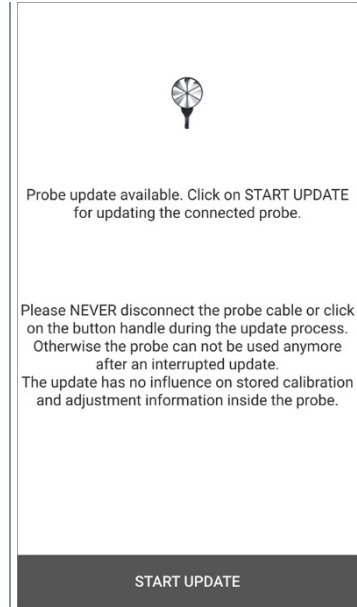 Probe update available. Click on START UPDATE
for updating the connected probe.
Please NEVER disconnect the probe cable or click
on the button handle during the update process.
Otherwise the probe can not be used anymore
after an interrupted update.
The update has no influence on stored calibration
and adjustment information inside the probe.
START UPDATE